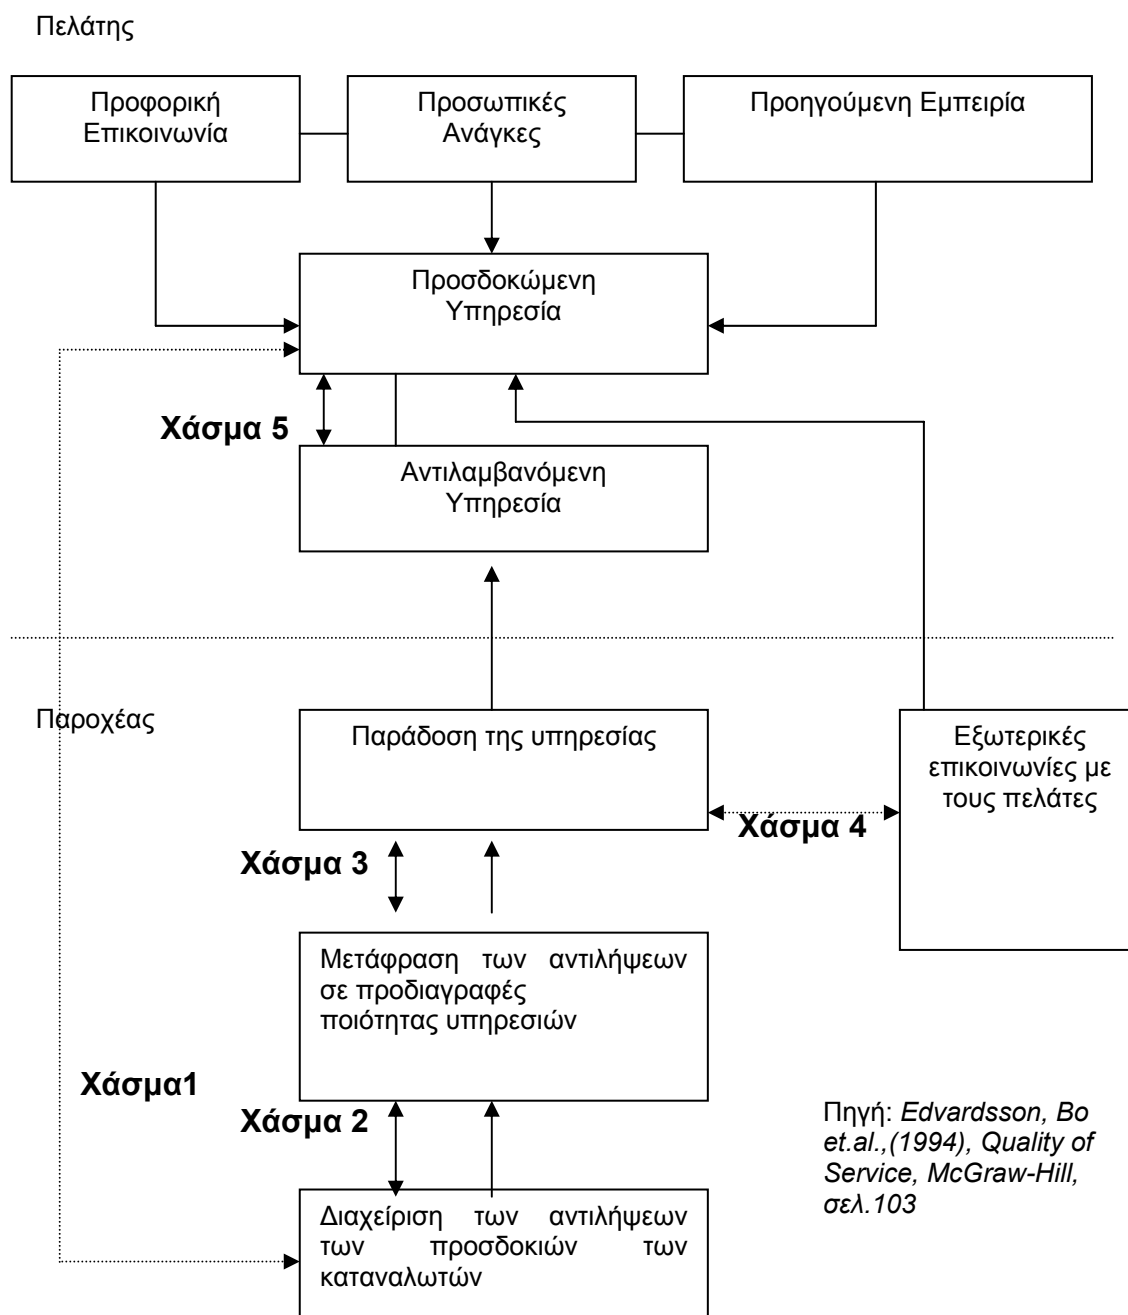 Πελάτης
Προφορική
Επικοινωνία
Προσωπικές
Ανάγκες
Προηγούμενη Εμπειρία
Προσδοκώμενη
Υπηρεσία
Χάσμα 5
Αντιλαμβανόμενη
Υπηρεσία
Παροχέας
Παράδοση της υπηρεσίας
Εξωτερικές
επικοινωνίες με
τους πελάτες
Χάσμα 4
Χάσμα 3
Μετάφραση των αντιλήψεων
σε προδιαγραφές
ποιότητας υπηρεσιών
Χάσμα1
Χάσμα 2
Πηγή: Edvardsson, Bo
et.al.,(1994), Quality of
Service, McGraw-Hill,
σελ.103
Διαχείριση των αντιλήψεων
των προσδοκιών των
καταναλωτών